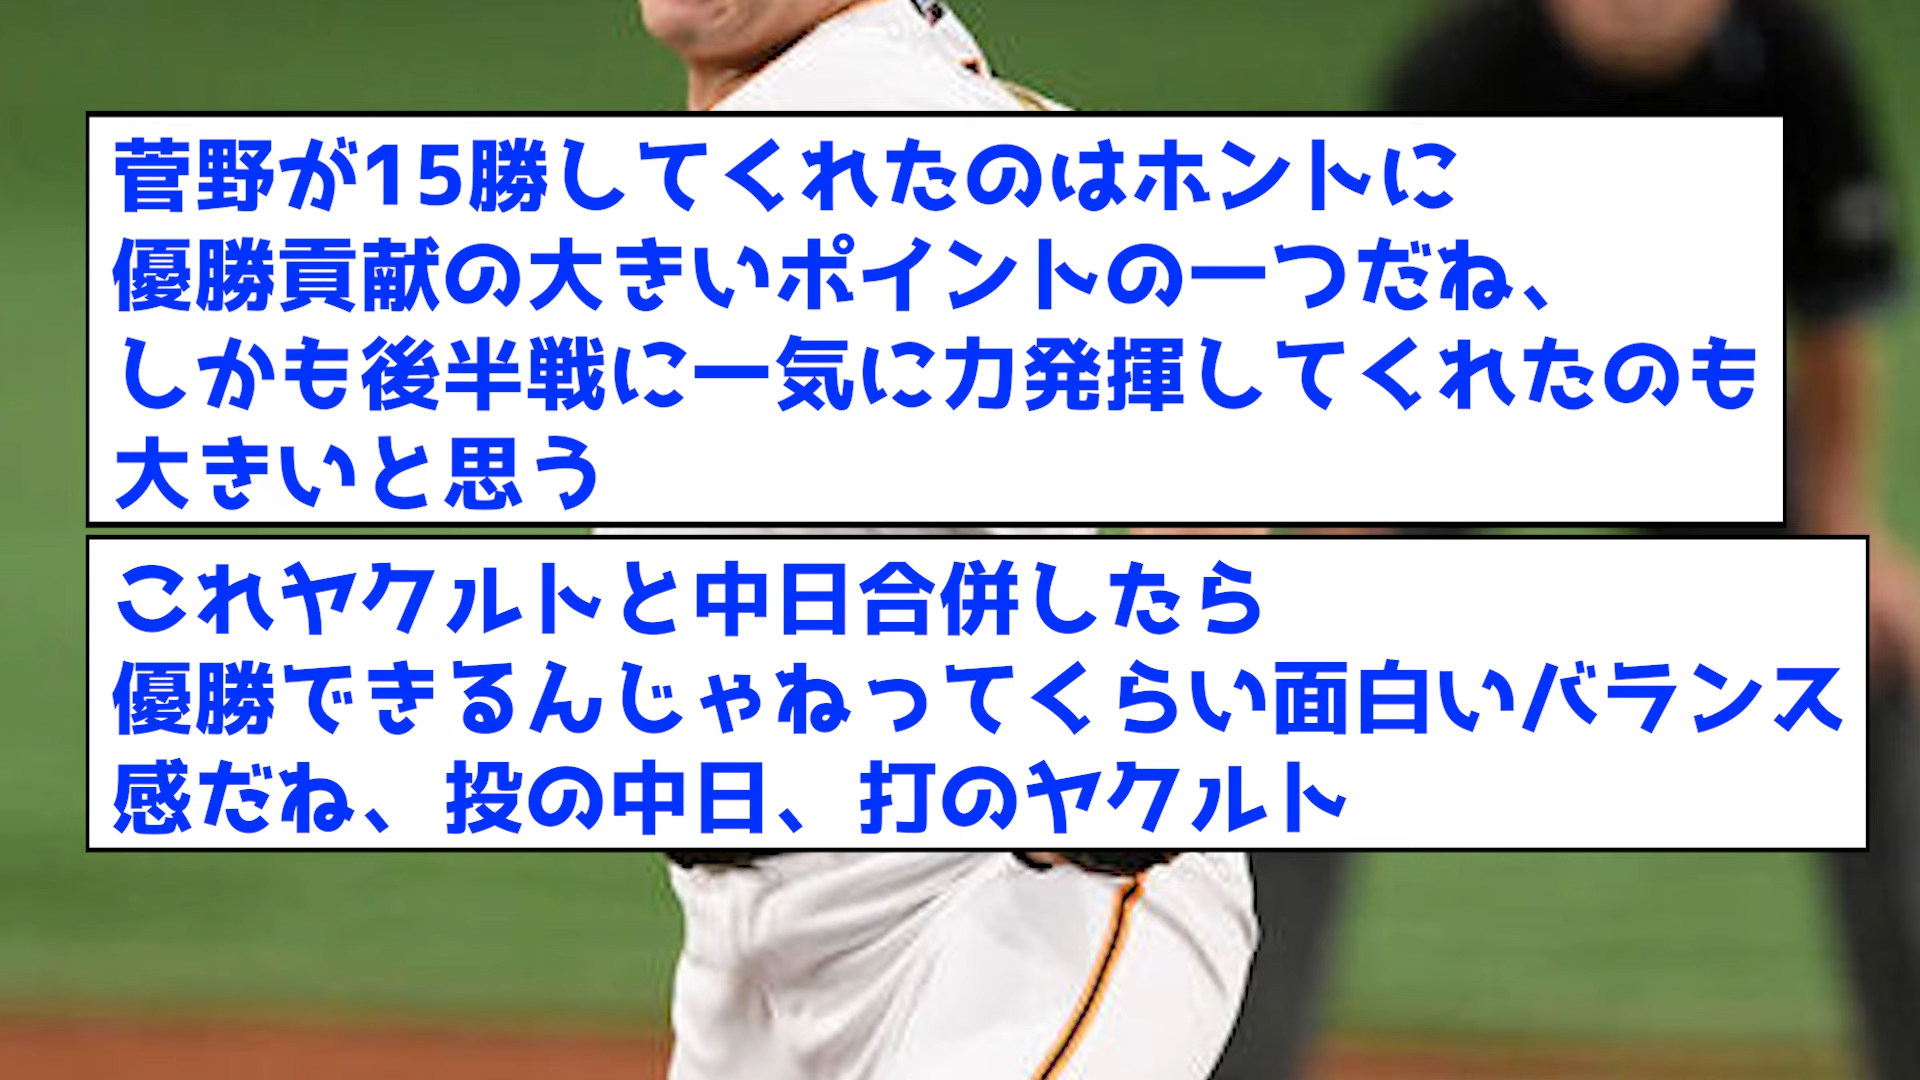 菅野が15勝してくれたのはホントに
優勝貢献の大きいポイントの一つだね、
しかも後半戦に一気に力発揮してくれたのも
大きいと思う
これヤクルトと中日合併したら
優勝できるんじゃねってくらい面白いバランス
感だね、投の中日、打のヤクルト